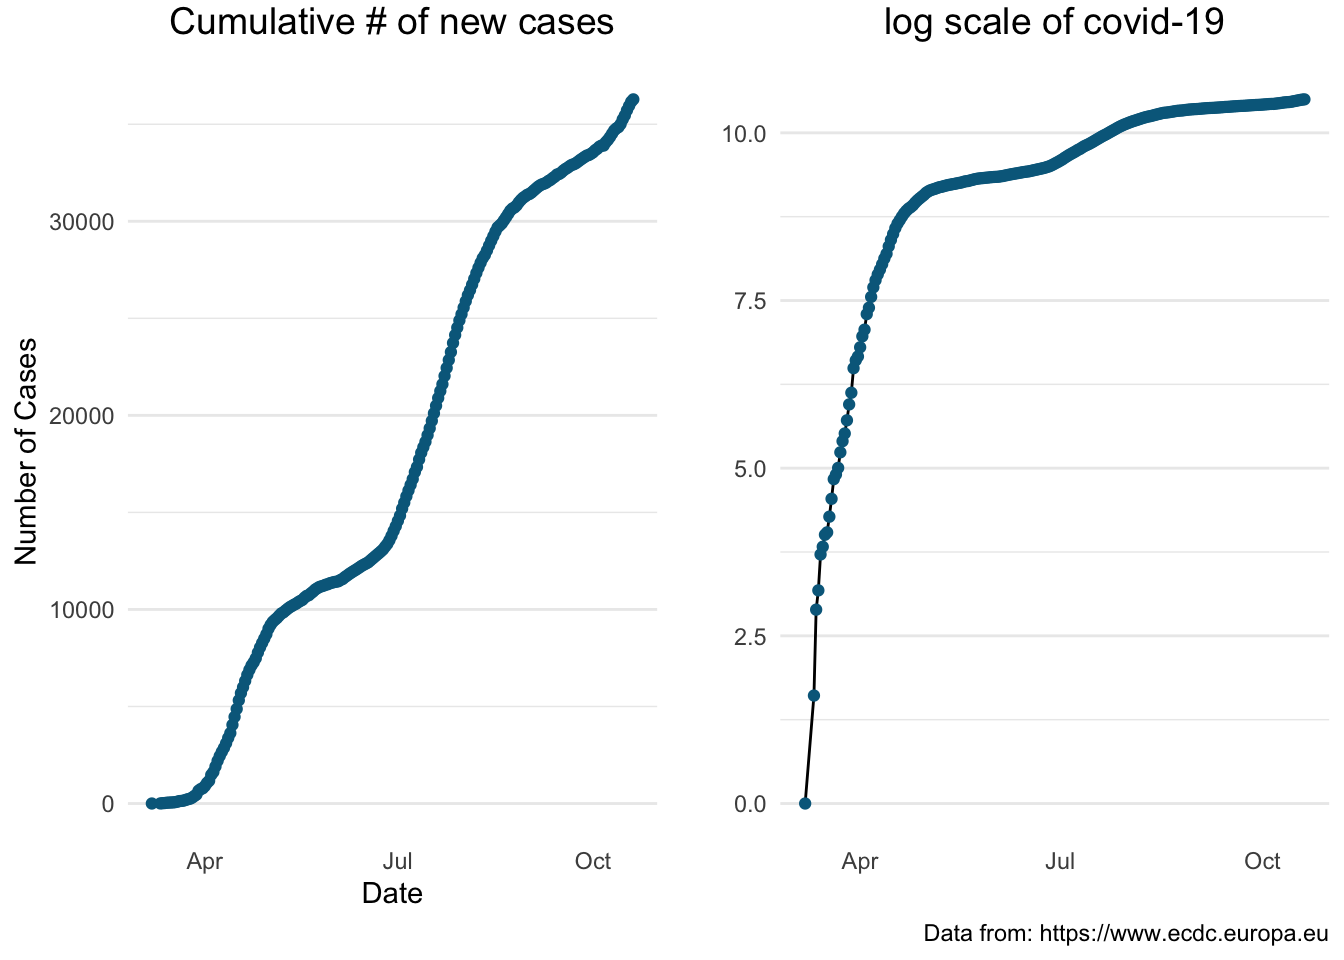 Cumulative # of new cases
Number of Cases
30000
20000
10000
0
Apr Jul Oct
Date
log scale of covid-19
10.0
7.5
5.0
2.5
0.0
Apr Jul Oct
Data from: https://www.ecdc.europa.eu